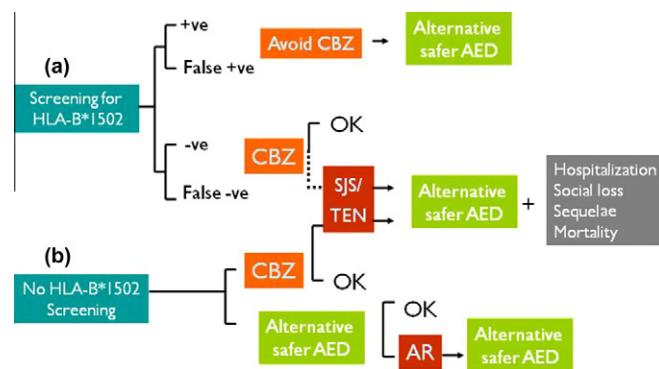 (a)
Screening for
HLA-B*1502
+ve
False +ve
Avoid CBZ
Alternative
safer AED
-ve
False -ve
CBZ
OK
SJS/
TEN
Alternative
safer AED
+
Hospitalization
Social loss
Sequelae
Mortality
(b)
No HLA-B*1502
Screening
CBZ
OK
Alternative
safer AED
OK
AR
Alternative
safer AED